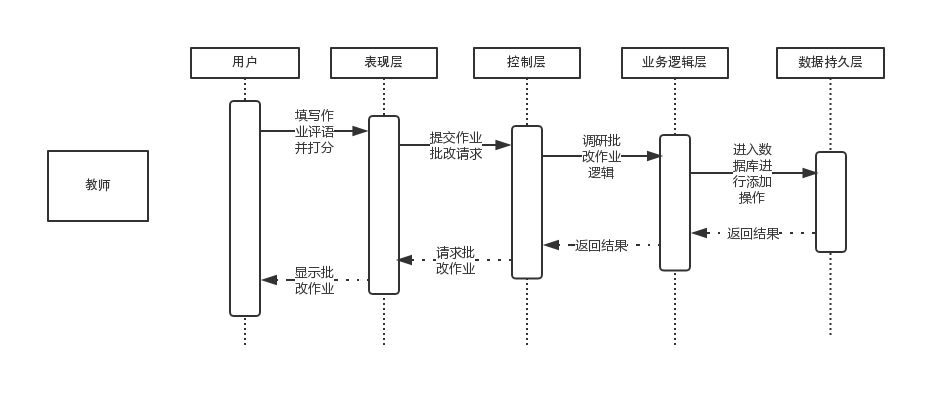 用户
表现层
控制层
业务逻辑层
数据持久层
教师
填写作
业评语
并打分
提交作业
批改请求
调研批
改作业
逻辑
进入数
据库进
行添加
操作
返回结果
返回结果
请求批
改作业
显示批
改作业